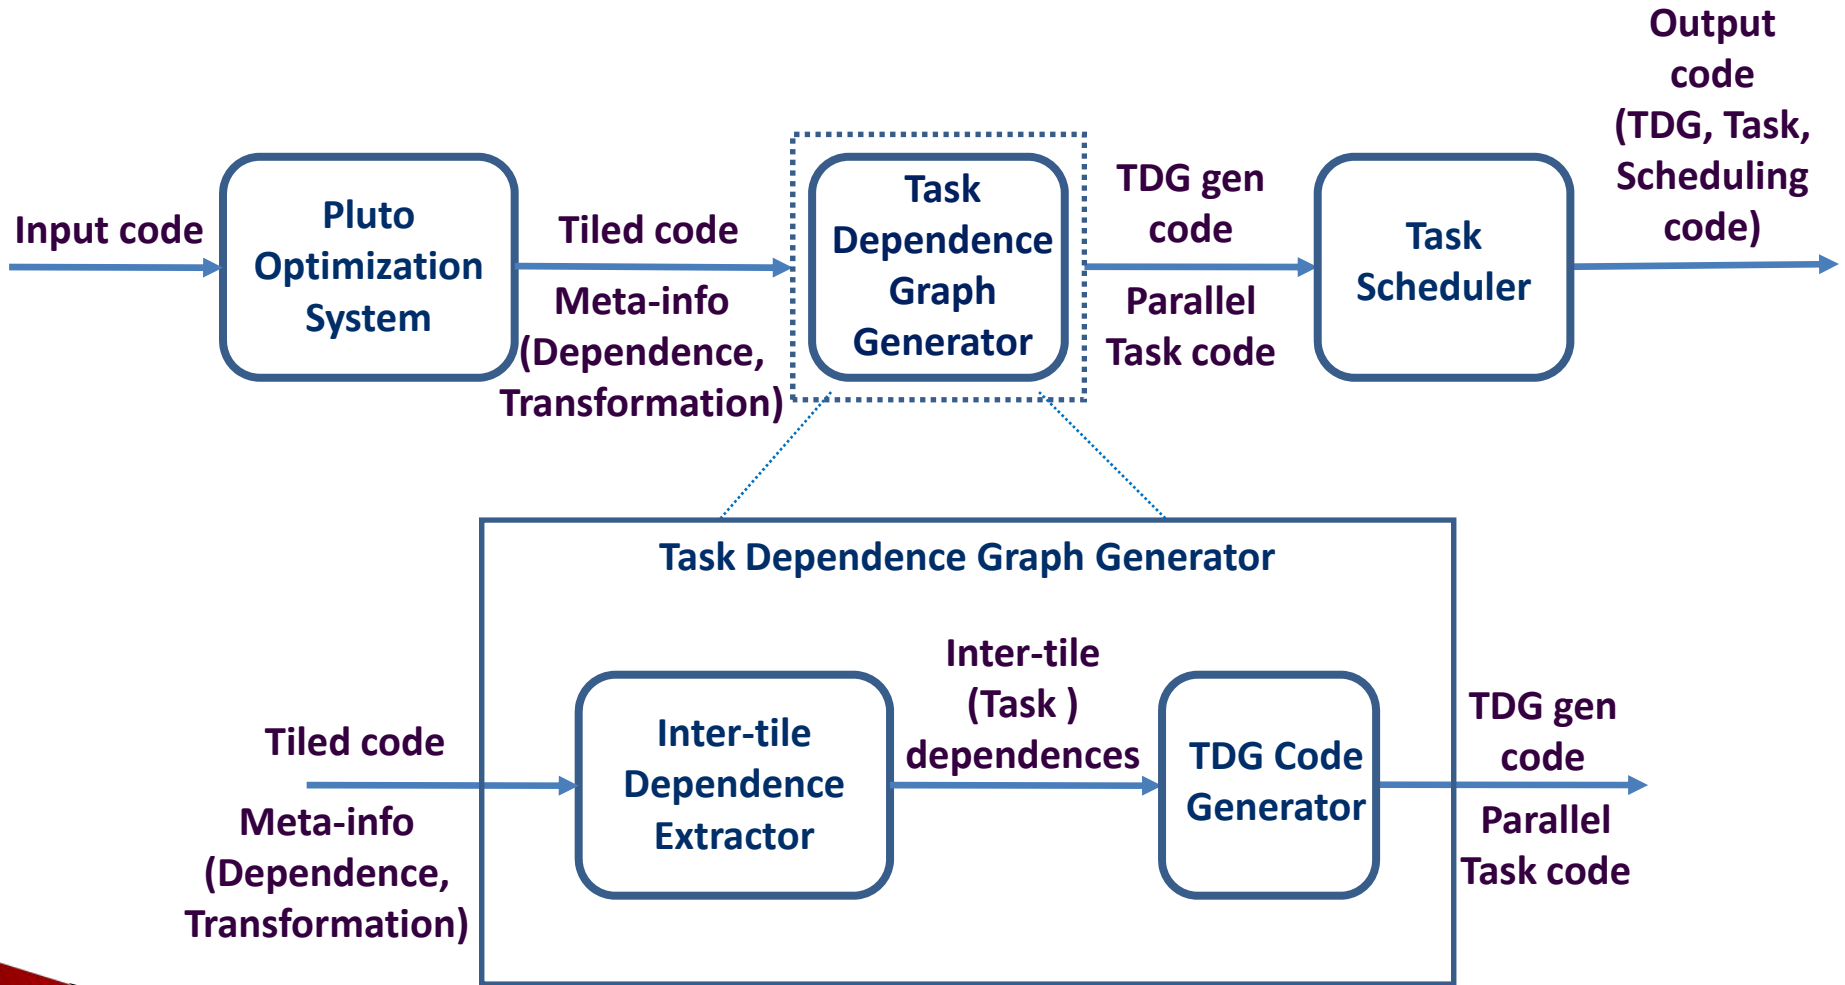 Input code
Pluto
Optimization
System
Tiled code
Meta-info
(Dependence,
Transformation)
Task
Dependence
Graph
Generator
TDG gen
code
Parallel
Task code
Task
Scheduler
Output
code
(TDG, Task,
Scheduling
code)
Task Dependence Graph Generator
Tiled code
Meta-info
(Dependence,
Transformation)
Inter-tile
Dependence
Extractor
Inter-tile
(Task )
dependences
TDG Code
Generator
TDG gen
code
Parallel
Task code